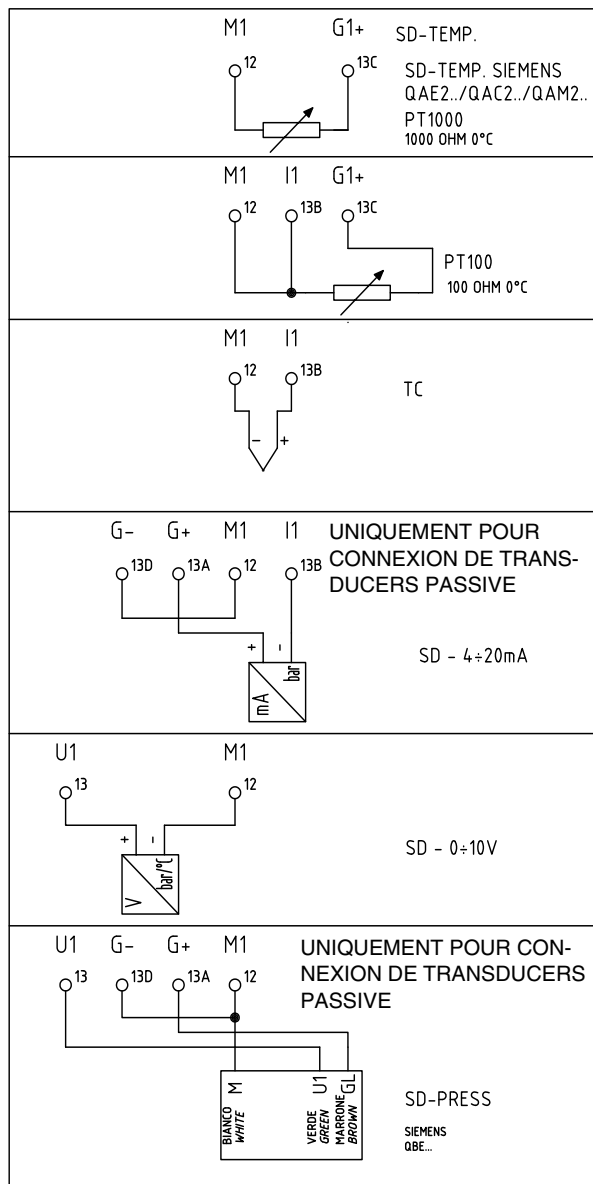 M1 G1+ SD-TEMP.
12 13C SD-TEMP. SIEMENS
QAE2../QAC2../QAM2..
PT1000
1000 OHM 0°C
M1 I1 G1+
12 13B 13C
PT100
100 OHM 0°C
M1 I1
12 13B
TC
- +
G- G+ M1 I1 UNIQUEMENT POUR
CONNEXION DE TRANS-
13D 13A 12 13B DUCERS PASSIVE
+ -
SD - 4÷20mA
mA bar
U1 M1
13 12
+ -
SD - 0÷10V
V bar/°C
U1 G- G+ M1 UNIQUEMENT POUR CON-
13 13D 13A 12 NEXION DE TRANSDUCERS
PASSIVE
M U1 GL
BIANCO VERDE MARRONE
WHITE GREEN BROWN
SD-PRESS
SIEMENS
QBE...